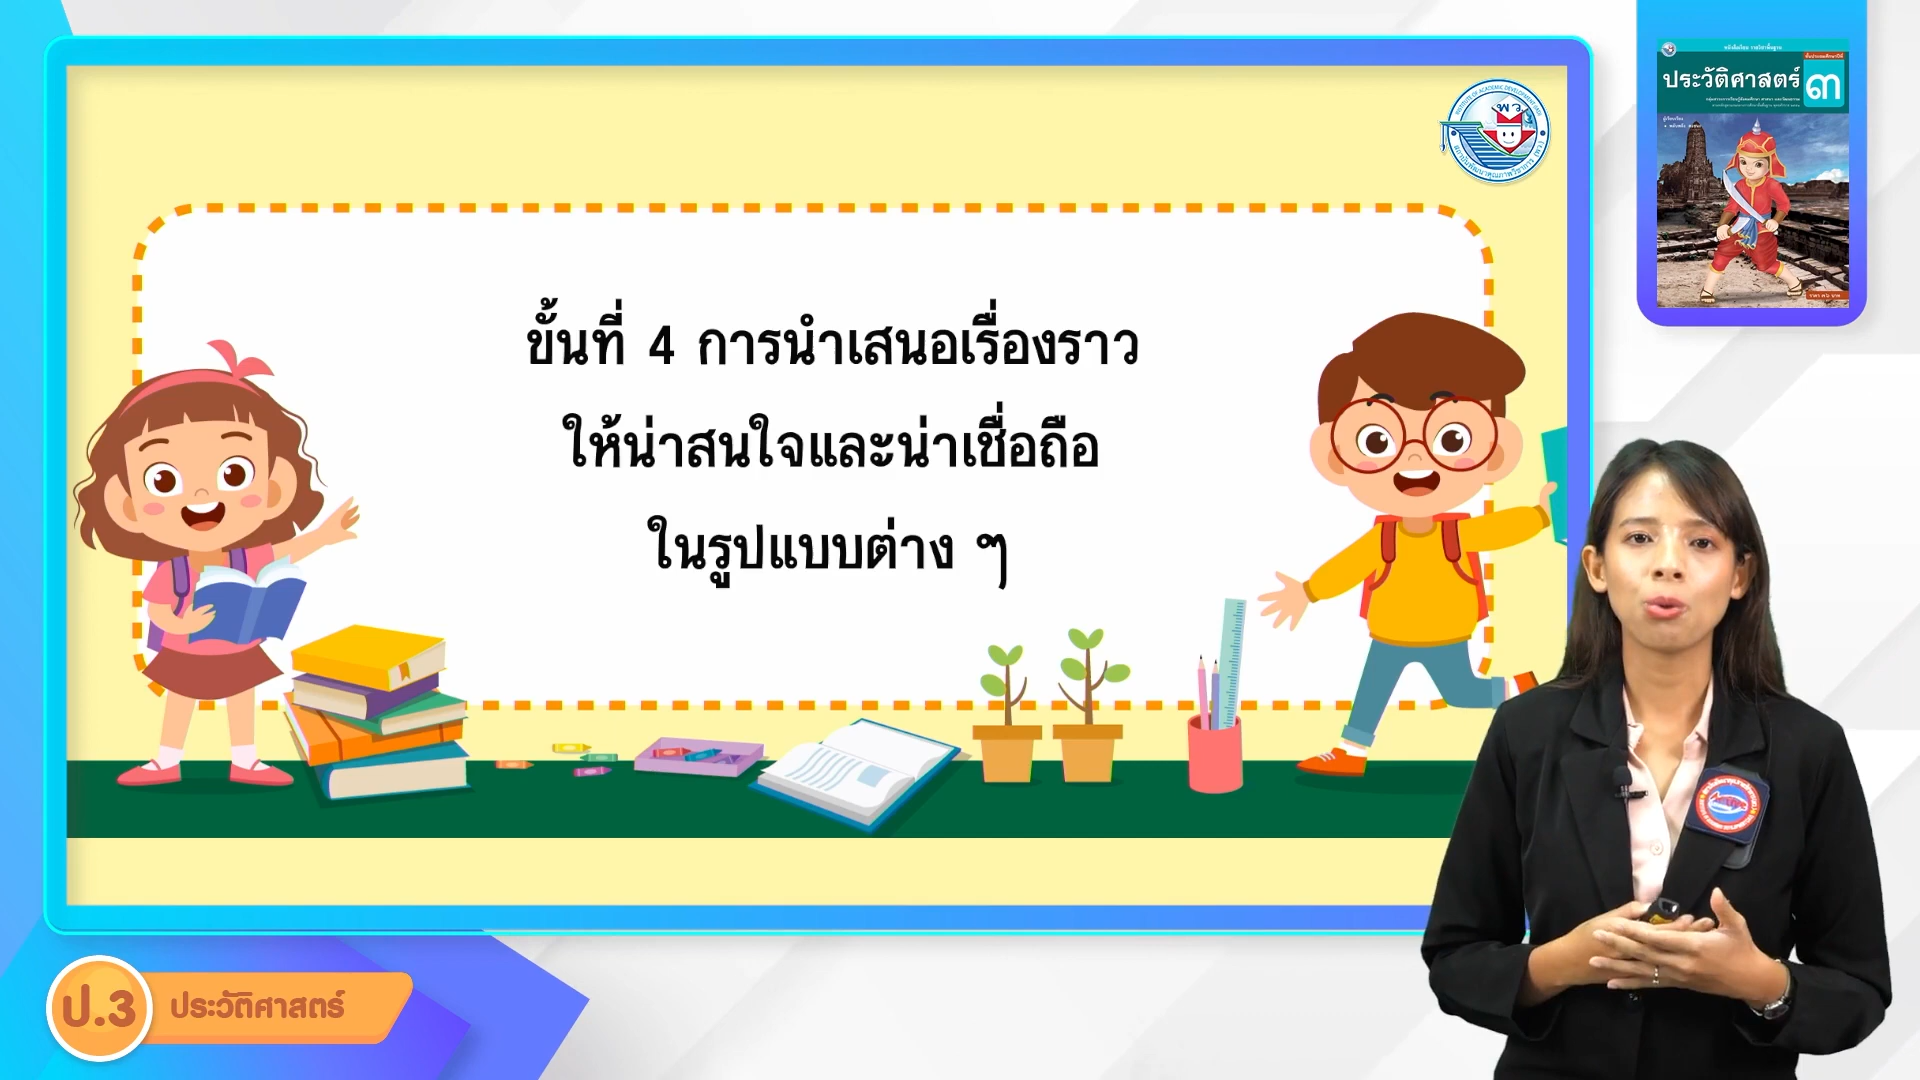 ขั้นที่ 4 การนำเสนอเรื่องราว
ให้น่าสนใจและน่าเชื่อถือ
ในรูปแบบต่าง ๆ
พว
ประวัติศาสตร์ ๓
ป.3 ประวัติศาสตร์